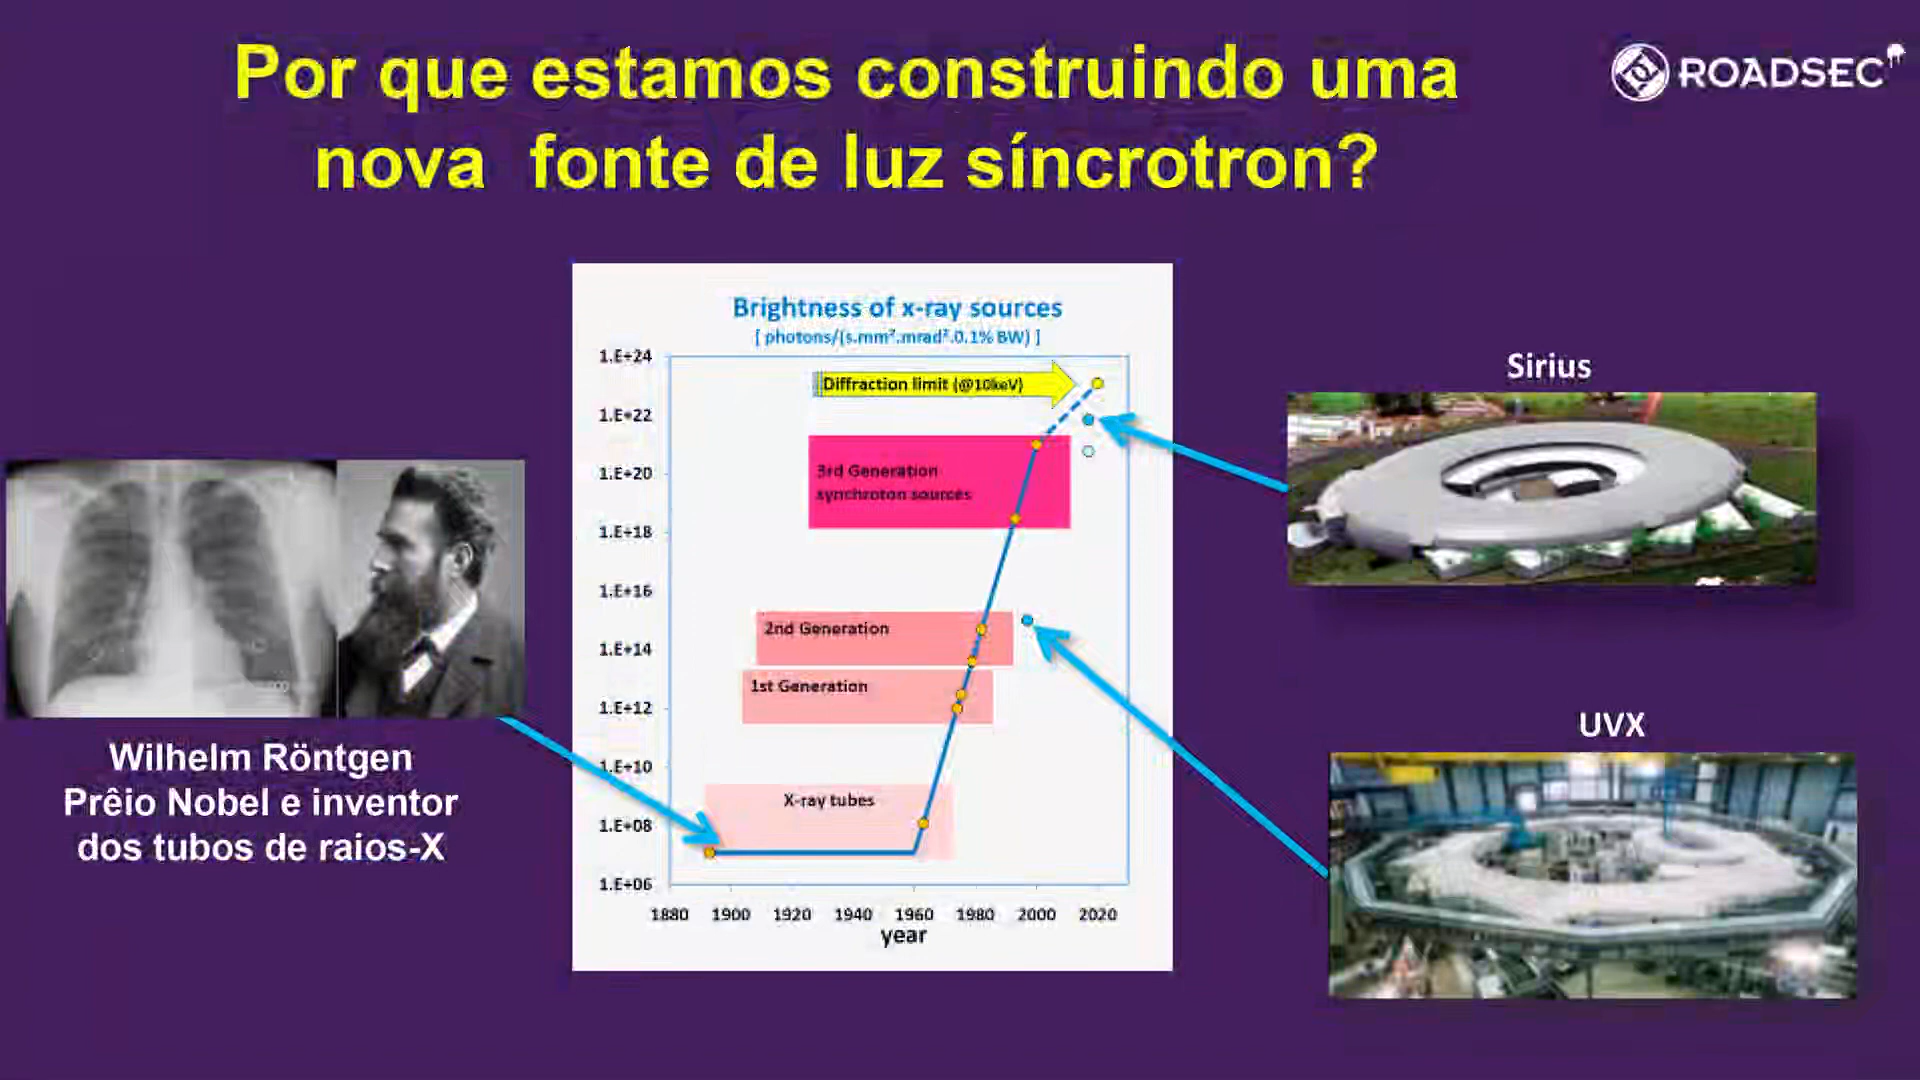 Por que estamos construindo uma
nova fonte de luz síncrotron?
ROADSEC
Brightness of x-ray sources
[ photons/(s.mm².mrad².0.1% BW) ]
1.E+24
1.E+22
1.E+20
1.E+18
1.E+16
1.E+14
1.E+12
1.E+10
1.E+08
1.E+06
Diffraction limit (@10keV)
3rd Generation
synchroton sources
2nd Generation
1st Generation
X-ray tubes
1880 1900 1920 1940 1960 1980 2000 2020
year
Wilhelm Röntgen
Prêio Nobel e inventor
dos tubos de raios-X
Sirius
UVX